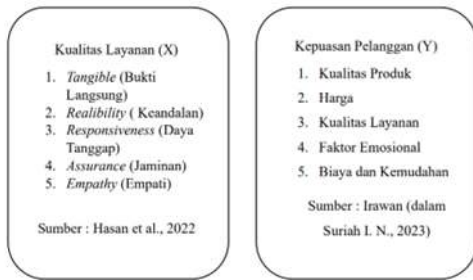 Kualitas Layanan (X)
1. Tangible (Bukti
Langsung)
2. Realibility ( Keandalan)
3. Responsiveness (Daya
Tanggap)
4. Assurance (Jaminan)
5. Empathy (Empati)
Sumber : Hasan et al., 2022
Kepuasan Pelanggan (Y)
1. Kualitas Produk
2. Harga
3. Kualitas Layanan
4. Faktor Emosional
5. Biaya dan Kemudahan
Sumber : Irawan (dalam
Suriah I. N., 2023)